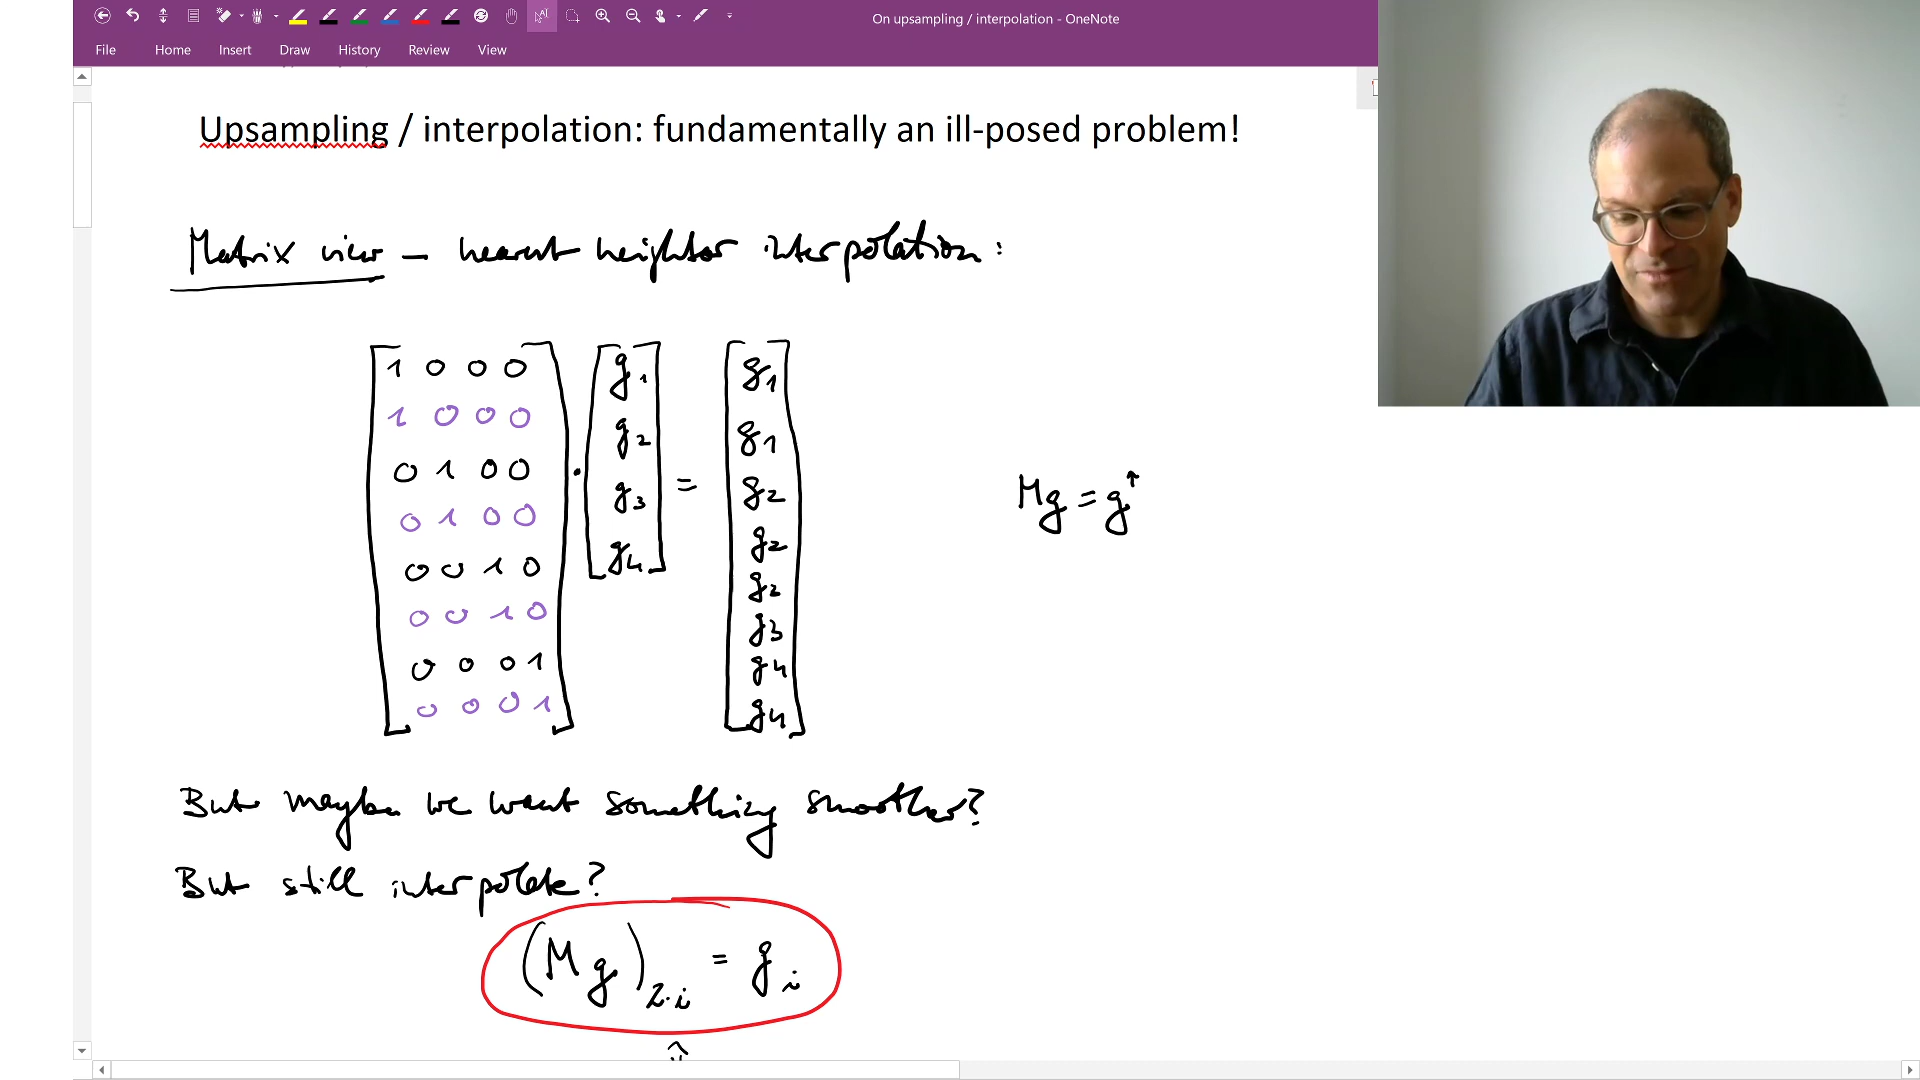 On upsampling / interpolation - OneNote
File Home Insert Draw History Review View
Upsampling / interpolation: fundamentally an ill-posed problem!
Matrix view – nearest neighbor interpolation:
1 0 0 0
1 0 0 0
0 1 0 0
0 1 0 0
0 0 1 0
0 0 1 0
0 0 0 1
0 0 0 1
·
g1
g2
g3
g4
=
g1
g1
g2
g2
g2
g3
g4
g4
Mg = g↑
But maybe we want something smoother?
But still interpolate?
(Mg)2·i = gi